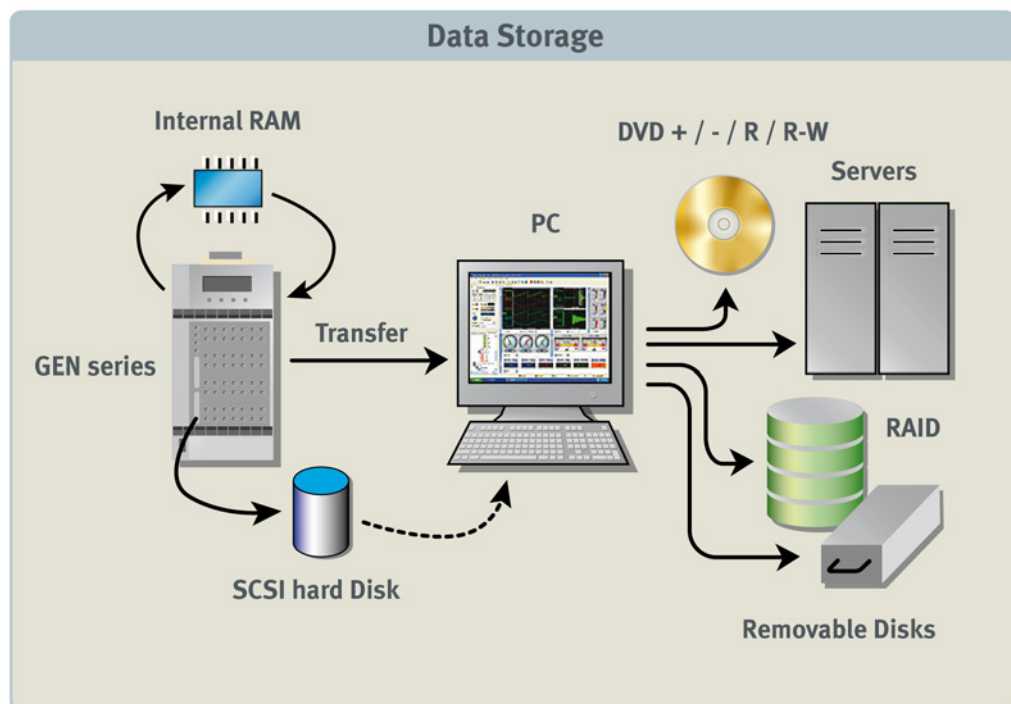 Data Storage
Internal RAM
DVD + / - / R / R-W
Servers
PC
Transfer
GEN series
RAID
SCSI hard Disk
Removable Disks